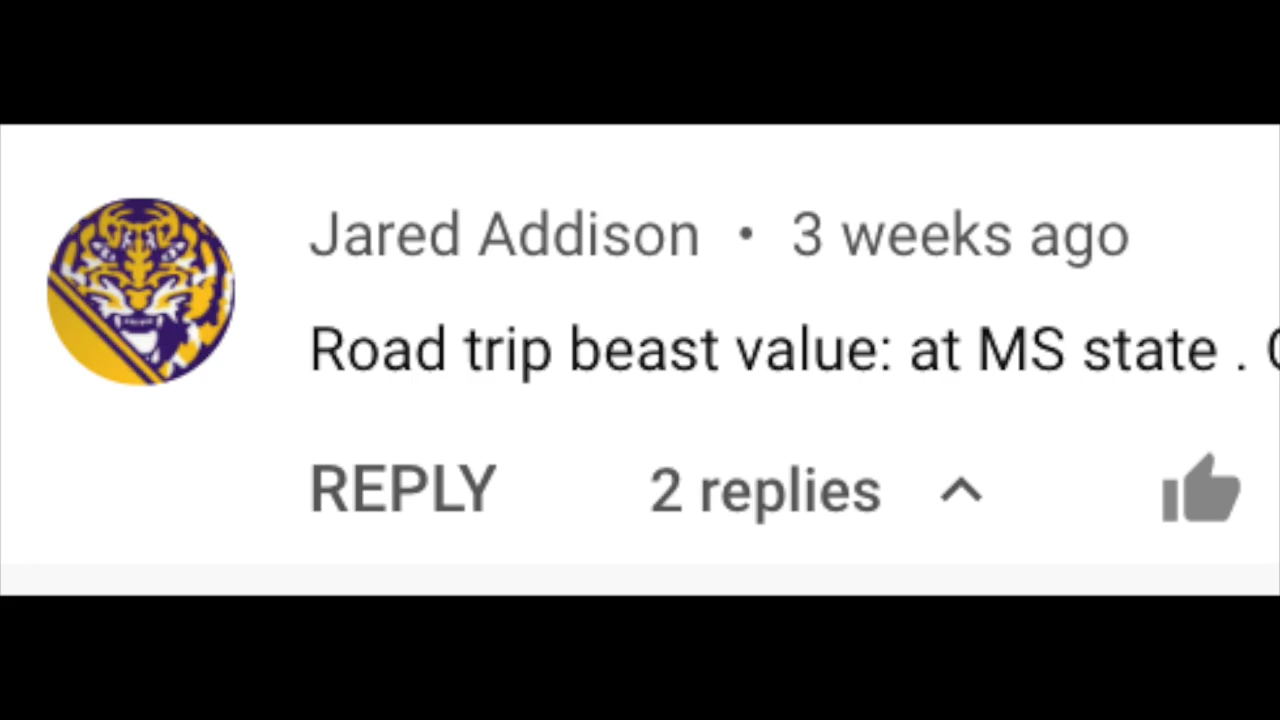 Jared Addison • 3 weeks ago
Road trip beast value: at MS state .
REPLY 2 replies